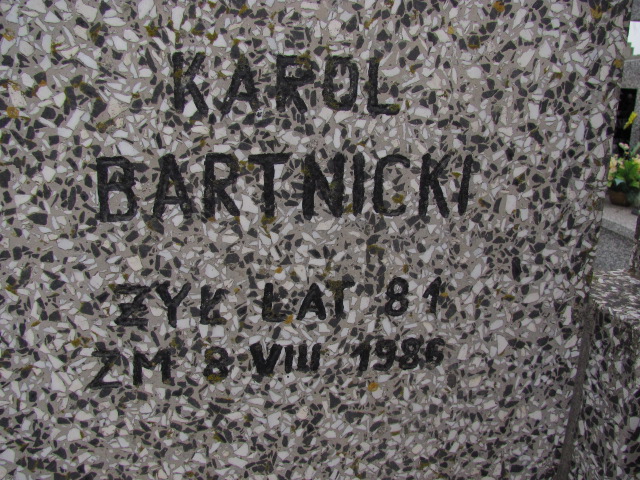 KAROL
BARTNICKI
ŻYŁ LAT 81
ZM 8 VIII 1986